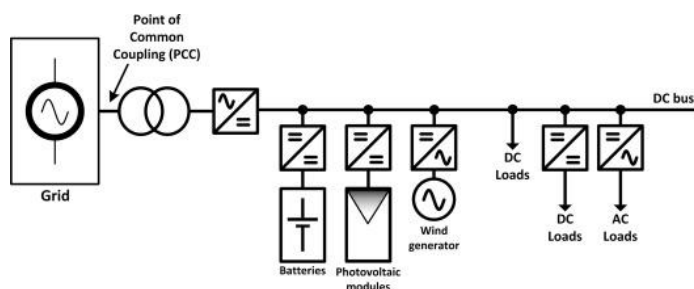 Point of
Common
Coupling (PCC)
DC bus
Grid
Batteries
Photovoltaic
modules
Wind
generator
DC
Loads
DC
Loads
AC
Loads